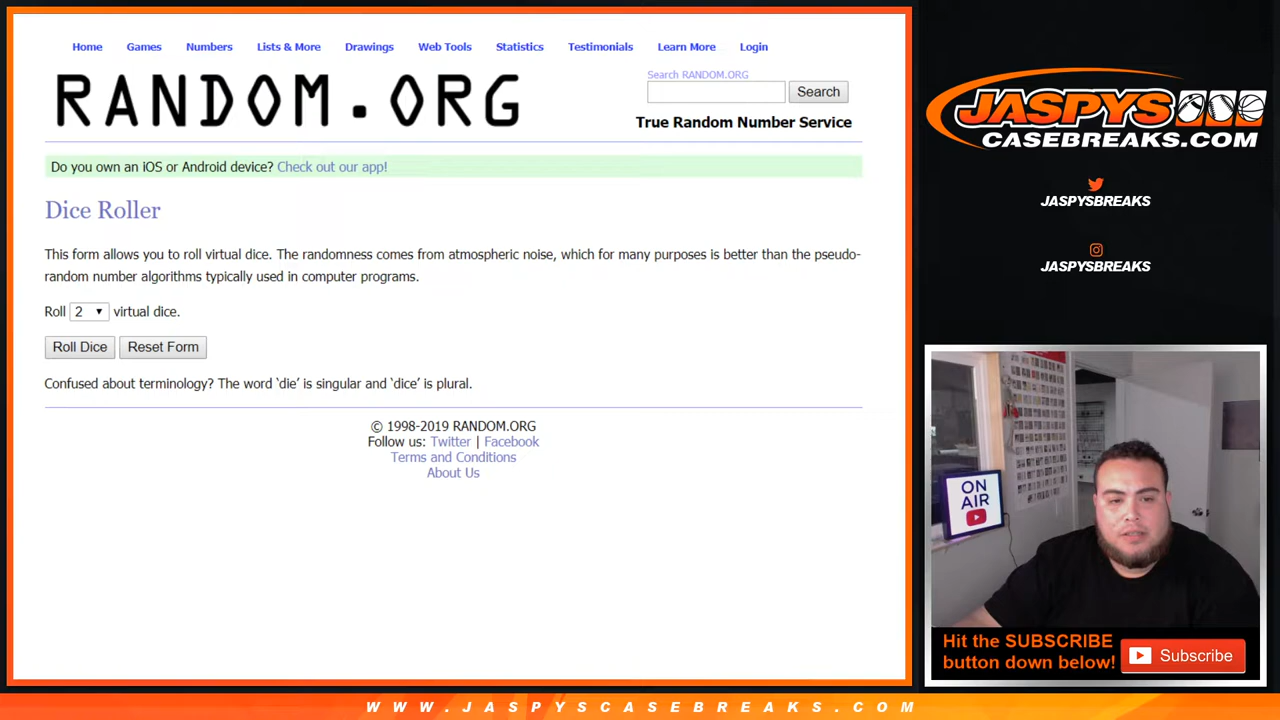 Home Games Numbers Lists & More Drawings Web Tools Statistics Testimonials Learn More Login
RANDOM.ORG
Search RANDOM.ORG
Search
True Random Number Service
Do you own an iOS or Android device? Check out our app!
Dice Roller
This form allows you to roll virtual dice. The randomness comes from atmospheric noise, which for many purposes is better than the pseudo-
random number algorithms typically used in computer programs.
Roll 2 virtual dice.
Roll Dice Reset Form
Confused about terminology? The word ‘die’ is singular and ‘dice’ is plural.
© 1998-2019 RANDOM.ORG
Follow us: Twitter | Facebook
Terms and Conditions
About Us
JASPYS
CASEBREAKS.COM
JASPYSBREAKS
JASPYSBREAKS
ON
AIR
Hit the SUBSCRIBE
button down below!
Subscribe
WWW.JASPYSCASEBREAKS.COM